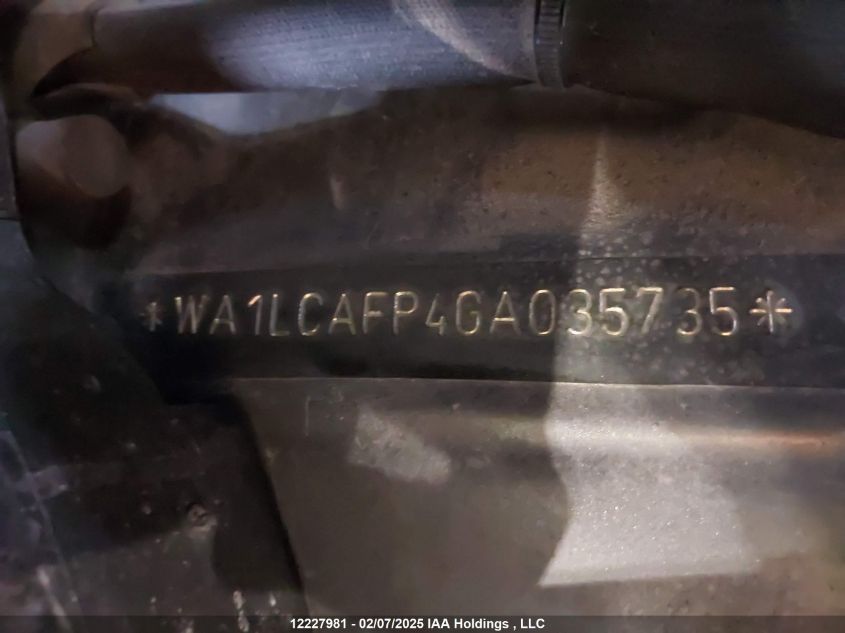 *WA1LCAFP4GA035735*
12227981 - 02/07/2025 IAA Holdings , LLC